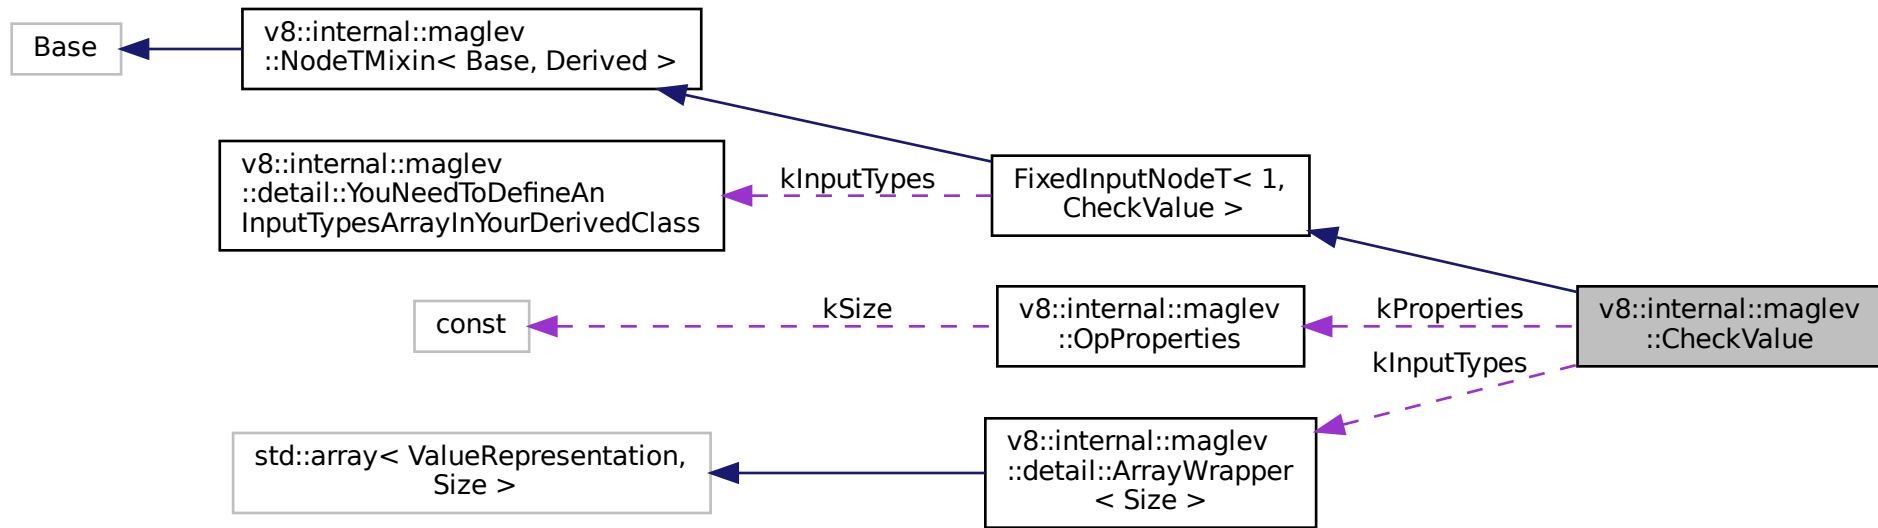 Base
v8::internal::maglev
::NodeTMixin< Base, Derived >
v8::internal::maglev
::detail::YouNeedToDefineAn
InputTypesArrayInYourDerivedClass
kInputTypes
FixedInputNodeT< 1,
CheckValue >
const
kSize
v8::internal::maglev
::OpProperties
kProperties
v8::internal::maglev
::CheckValue
kInputTypes
std::array< ValueRepresentation,
Size >
v8::internal::maglev
::detail::ArrayWrapper
< Size >